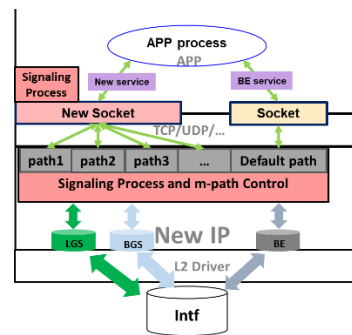 APP process
APP
Signaling
Process
New service
BE service
New Socket
Socket
TCP/UDP/...
path1 path2 path3 ... Default path
Signaling Process and m-path Control
New IP
LGS BGS BE
L2 Driver
Intf